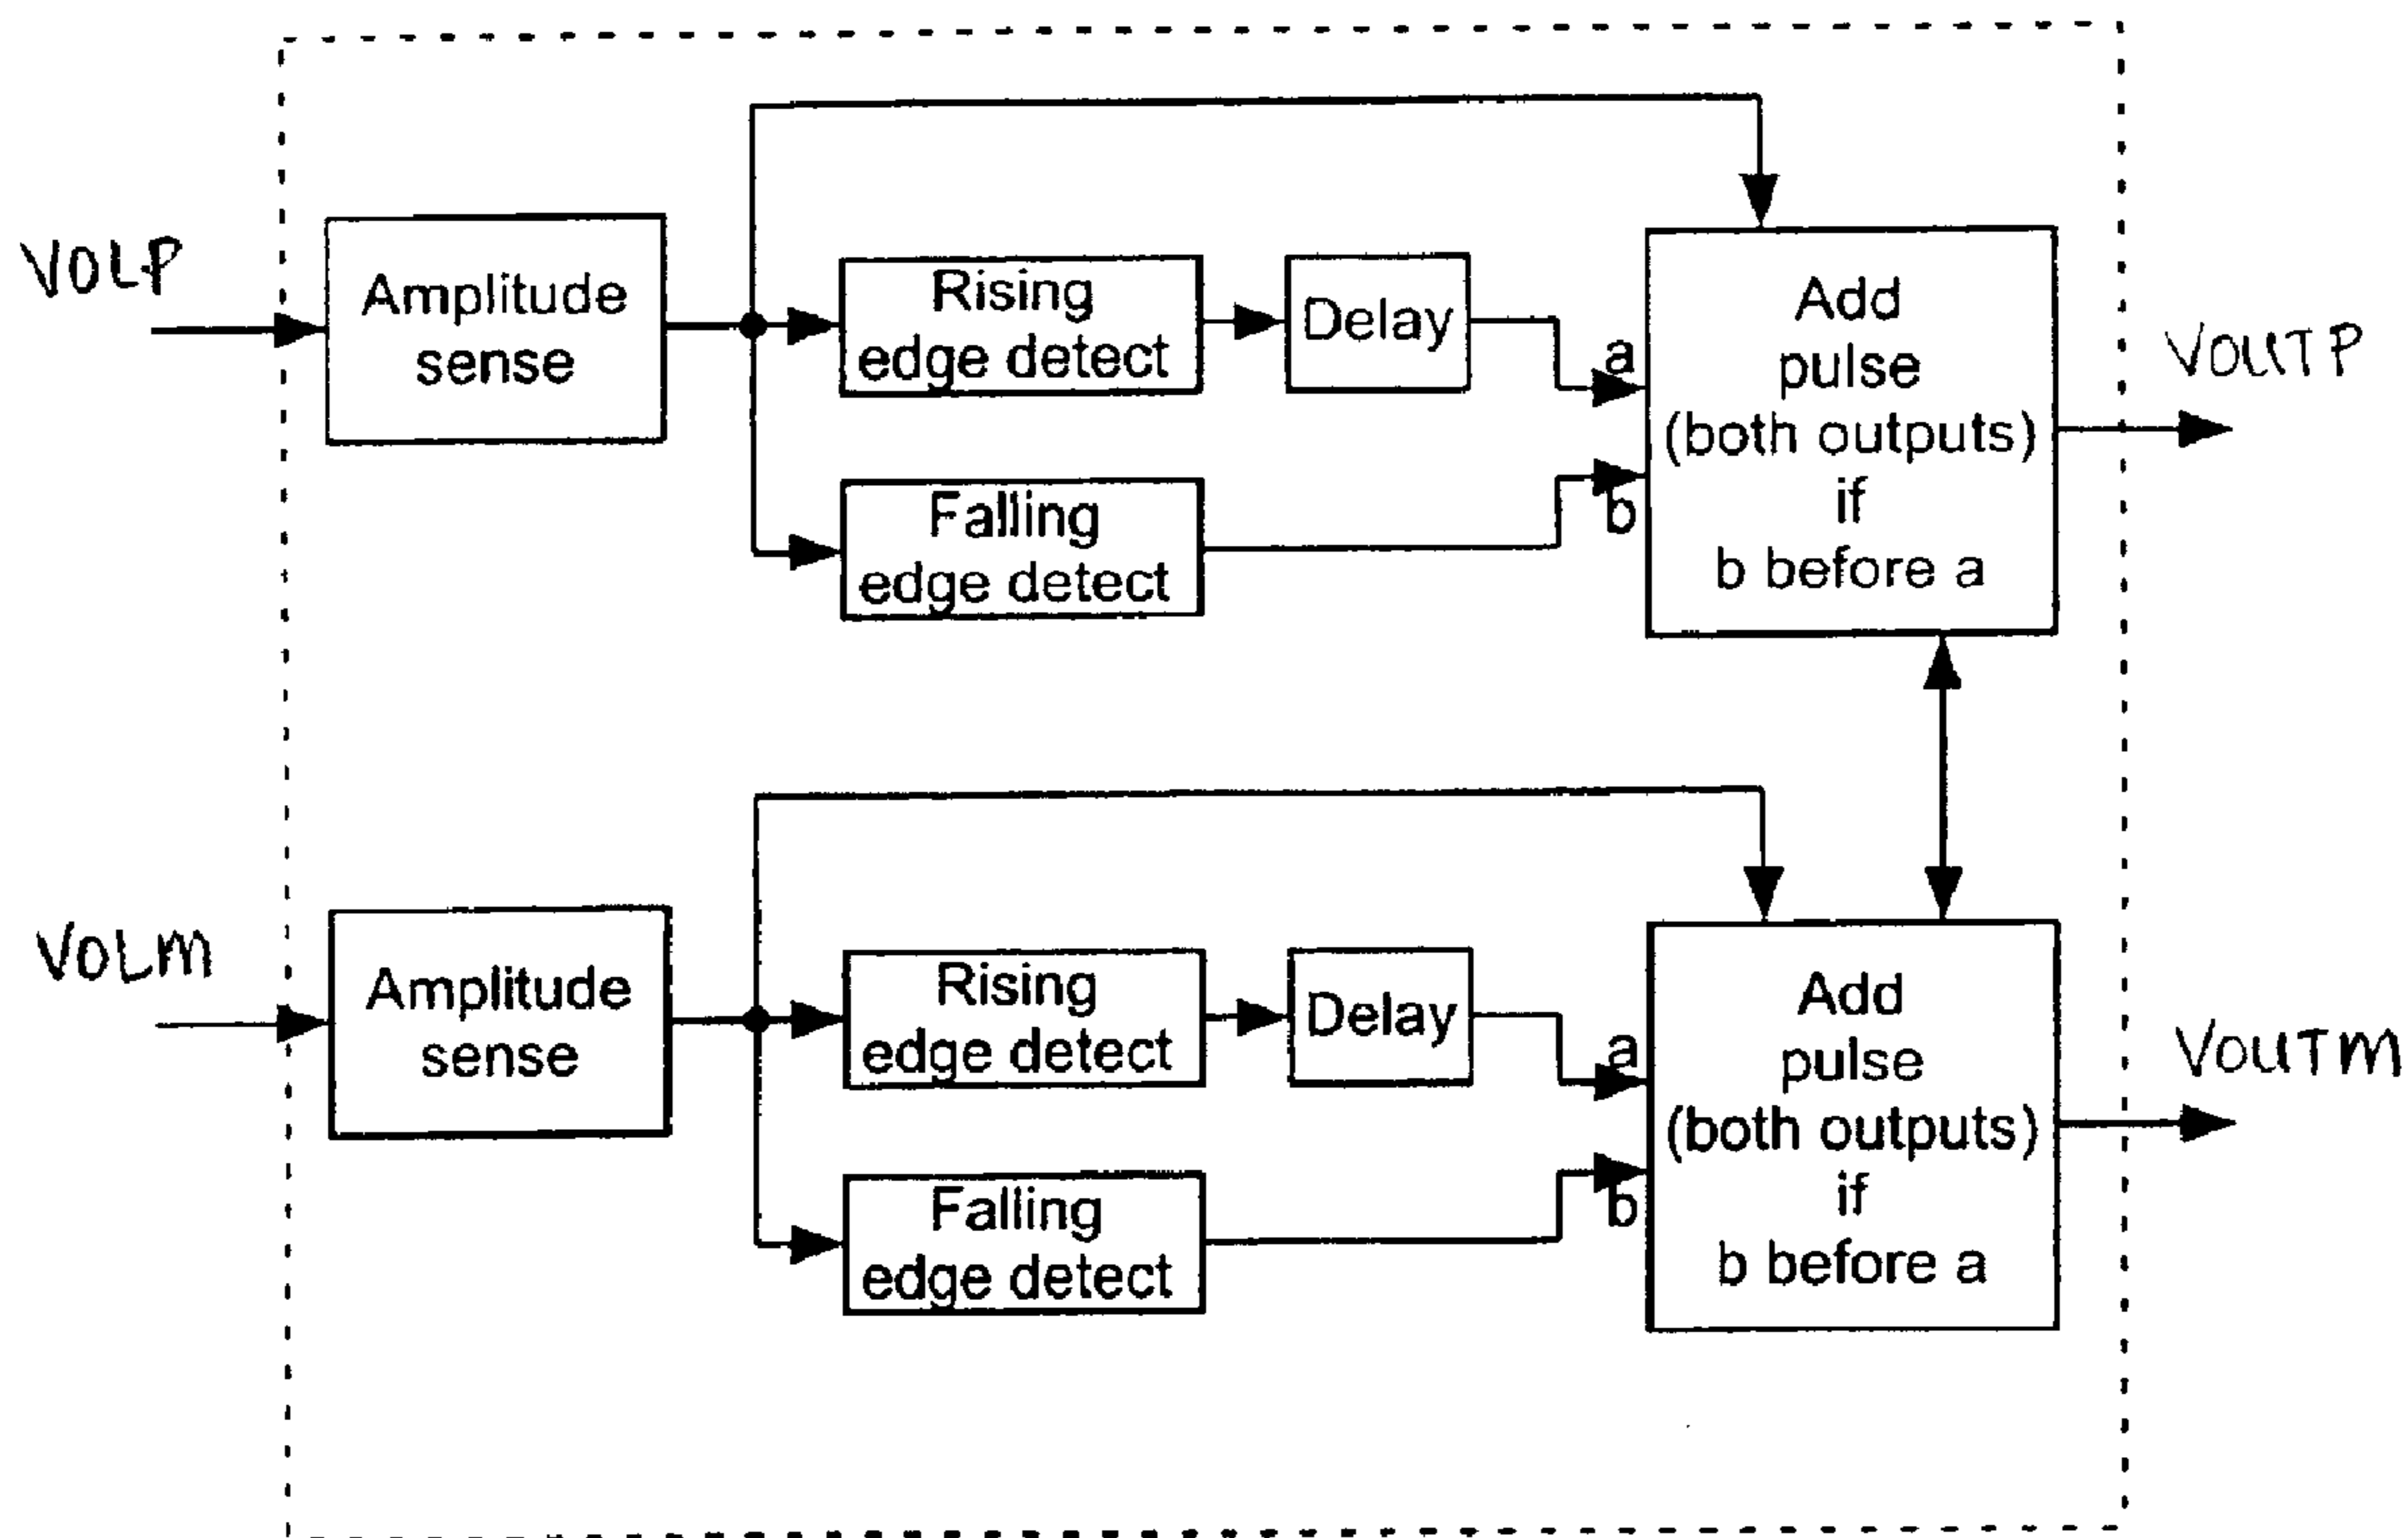 VOLP
Amplitude
sense
Rising
edge detect
Delay
a
Falling
edge detect
b
Add
pulse
(both outputs)
if
b before a
VOUTP
VOLM
Amplitude
sense
Rising
edge detect
Delay
a
Falling
edge detect
b
Add
pulse
(both outputs)
if
b before a
VOUTM